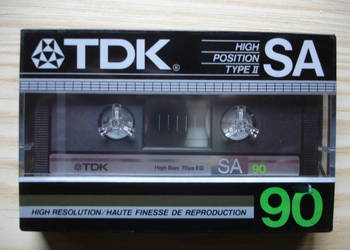 TDK® HIGH POSITION TYPE II SA
TDK High Bias 70μs EQ SA 90
HIGH RESOLUTION/HAUTE FINESSE DE REPRODUCTION 90